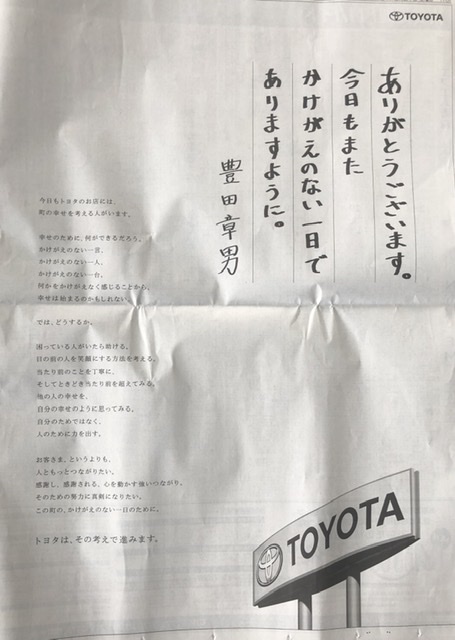 TOYOTA
ありがとうございます。
今日もまた
かけがえのない一日で
ありますように。
豊田章男
今日もトヨタのお店には、
町の幸せを考える人がいます。
幸せのために、何ができるだろう。
かけがえのない一言、
かけがえのない一人、
かけがえのない一台、
何かをかけがえなく感じることから、
幸せは始まるのかもしれない。
では、どうするか。
困っている人がいたら助ける。
目の前の人を笑顔にする方法を考える。
当たり前のことを丁寧に、
そしてときどき当たり前を超えてみる。
他の人の幸せを、
自分の幸せのように思ってみる。
自分のためではなく、
人のために力を出す。
お客さま、というよりも、
人ともっとつながりたい。
感謝し、感謝される、心を動かす強いつながり。
そのための努力に真剣になりたい。
この町の、かけがえのない一日のために。
トヨタは、その考えで進みます。
TOYOTA